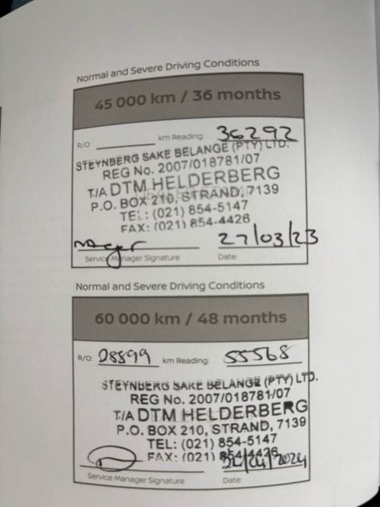 Normal and Severe Driving Conditions
45 000 km / 36 months
R/O km Reading: 36292
STEYNBERG SAKE BELANGE (PTY) LTD.
REG No. 2007/018781/07
T/A DTM HELDERBERG
P.O. BOX 210, STRAND, 7139
TEL: (021) 854-5147
FAX: (021) 854-4426
27/03/23
Service Manager Signature Date
Normal and Severe Driving Conditions
60 000 km / 48 months
R/O 28899 km Reading: 55568
STEYNBERG SAKE BELANGE (PTY) LTD.
REG No. 2007/018781/07
T/A DTM HELDERBERG
P.O. BOX 210, STRAND, 7139
TEL: (021) 854-5147
FAX: (021) 854-4426
Service Manager Signature Date